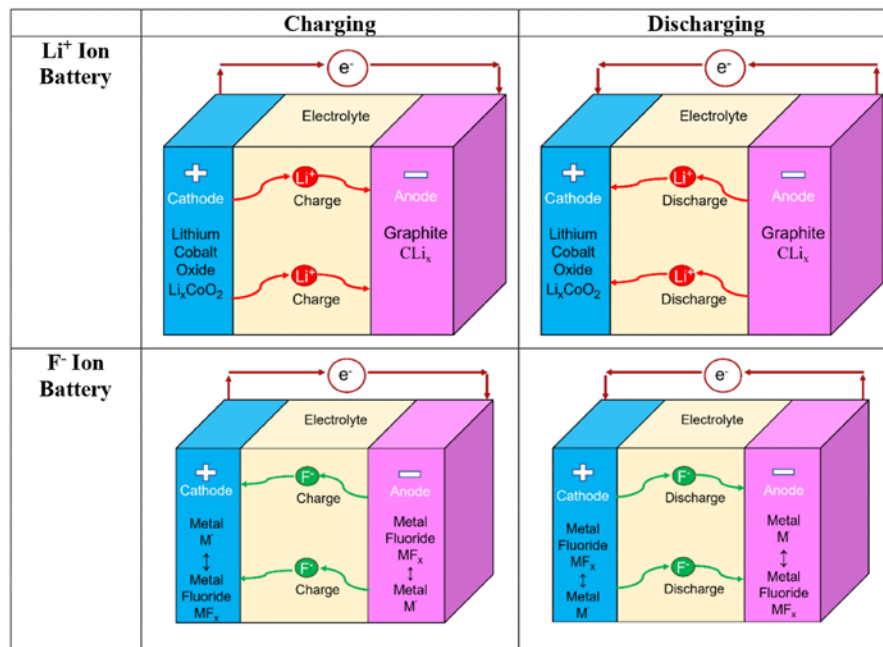 Charging
Discharging
Li⁺ Ion
Battery
e⁻
Electrolyte
+
Cathode
Lithium
Cobalt
Oxide
LiₓCoO₂
Li⁺
Charge
Li⁺
Charge
−
Anode
Graphite
CLiₓ
e⁻
Electrolyte
+
Cathode
Lithium
Cobalt
Oxide
LiₓCoO₂
Li⁺
Discharge
Li⁺
Discharge
−
Anode
Graphite
CLiₓ
F⁻ Ion
Battery
e⁻
Electrolyte
+
Cathode
Metal
M'
↕
Metal
Fluoride
MFₓ
F⁻
Charge
F⁻
Charge
−
Anode
Metal
Fluoride
MFₓ
↕
Metal
M'
e⁻
Electrolyte
+
Cathode
Metal
Fluoride
MFₓ
↕
Metal
M'
F⁻
Discharge
F⁻
Discharge
−
Anode
Metal
M'
↕
Metal
Fluoride
MFₓ